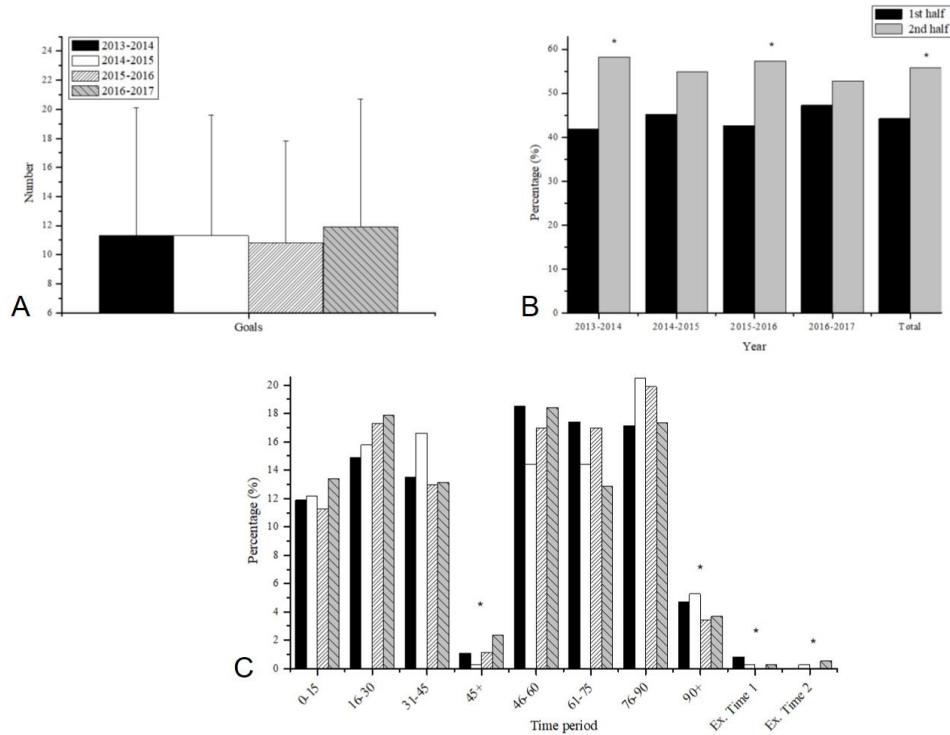 2013-2014
2014-2015
2015-2016
2016-2017
24
22
20
18
16
14
12
10
8
6
Number
Goals
A
1st half
2nd half
60
50
40
30
20
10
0
Percentage (%)
* * *
2013-2014 2014-2015 2015-2016 2016-2017 Total
Year
B
20
18
16
14
12
10
8
6
4
2
0
Percentage (%)
* * * *
0-15 16-30 31-45 45+ 46-60 61-75 76-90 90+ Ex. Time 1 Ex. Time 2
Time period
C